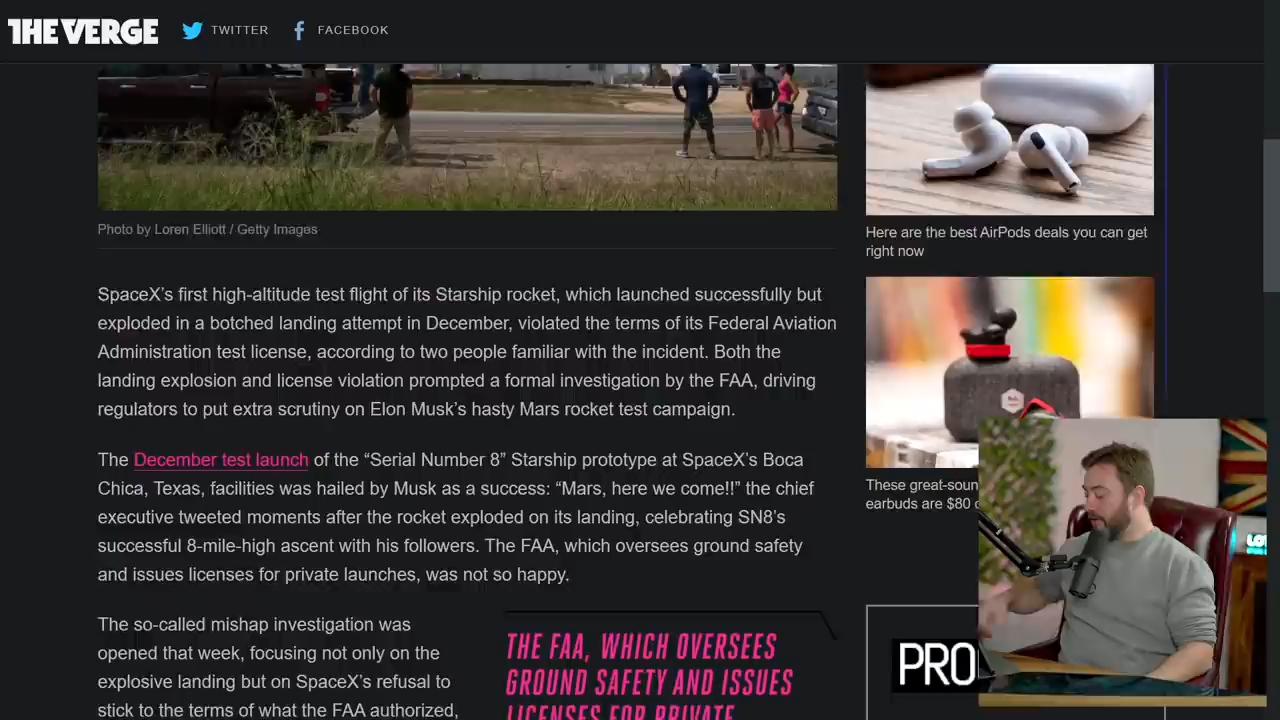 THE VERGE
TWITTER
FACEBOOK
Photo by Loren Elliott / Getty Images
SpaceX’s first high-altitude test flight of its Starship rocket, which launched successfully but
exploded in a botched landing attempt in December, violated the terms of its Federal Aviation
Administration test license, according to two people familiar with the incident. Both the
landing explosion and license violation prompted a formal investigation by the FAA, driving
regulators to put extra scrutiny on Elon Musk’s hasty Mars rocket test campaign.
The December test launch of the “Serial Number 8” Starship prototype at SpaceX’s Boca
Chica, Texas, facilities was hailed by Musk as a success: “Mars, here we come!!” the chief
executive tweeted moments after the rocket exploded on its landing, celebrating SN8’s
successful 8-mile-high ascent with his followers. The FAA, which oversees ground safety
and issues licenses for private launches, was not so happy.
The so-called mishap investigation was
opened that week, focusing not only on the
explosive landing but on SpaceX’s refusal to
stick to the terms of what the FAA authorized,
THE FAA, WHICH OVERSEES
GROUND SAFETY AND ISSUES
LICENSES FOR PRIVATE
Here are the best AirPods deals you can get
right now
These great-soun
earbuds are $80
PRO